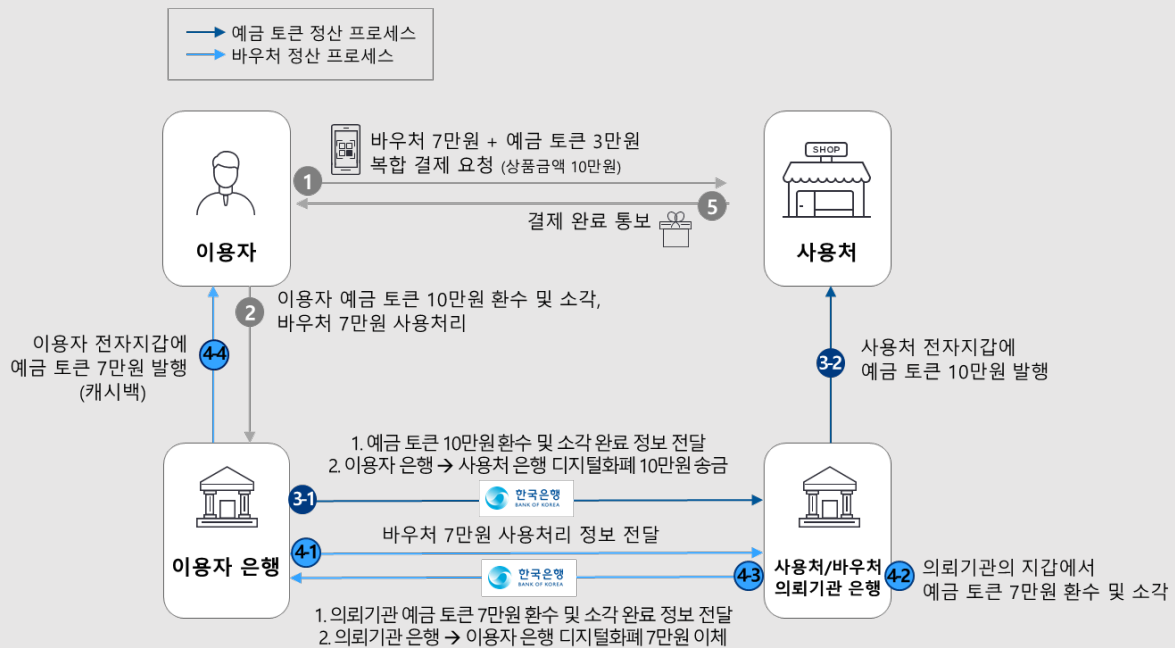 예금 토큰 정산 프로세스
바우처 정산 프로세스
바우처 7만원 + 예금 토큰 3만원
복합 결제 요청 (상품금액 10만원)
1
5
결제 완료 통보
이용자
SHOP
사용처
2
이용자 예금 토큰 10만원 환수 및 소각,
바우처 7만원 사용처리
이용자 전자지갑에
예금 토큰 7만원 발행
(캐시백)
4-4
3-2
사용처 전자지갑에
예금 토큰 10만원 발행
1. 예금 토큰 10만원 환수 및 소각 완료 정보 전달
2. 이용자 은행 → 사용처 은행 디지털화폐 10만원 송금
3-1
한국은행
BANK OF KOREA
바우처 7만원 사용처리 정보 전달
4-1
이용자 은행
한국은행
BANK OF KOREA
4-3
사용처/바우처
의뢰기관 은행
4-2
의뢰기관의 지갑에서
예금 토큰 7만원 환수 및 소각
1. 의뢰기관 예금 토큰 7만원 환수 및 소각 완료 정보 전달
2. 의뢰기관 은행 → 이용자 은행 디지털화폐 7만원 이체